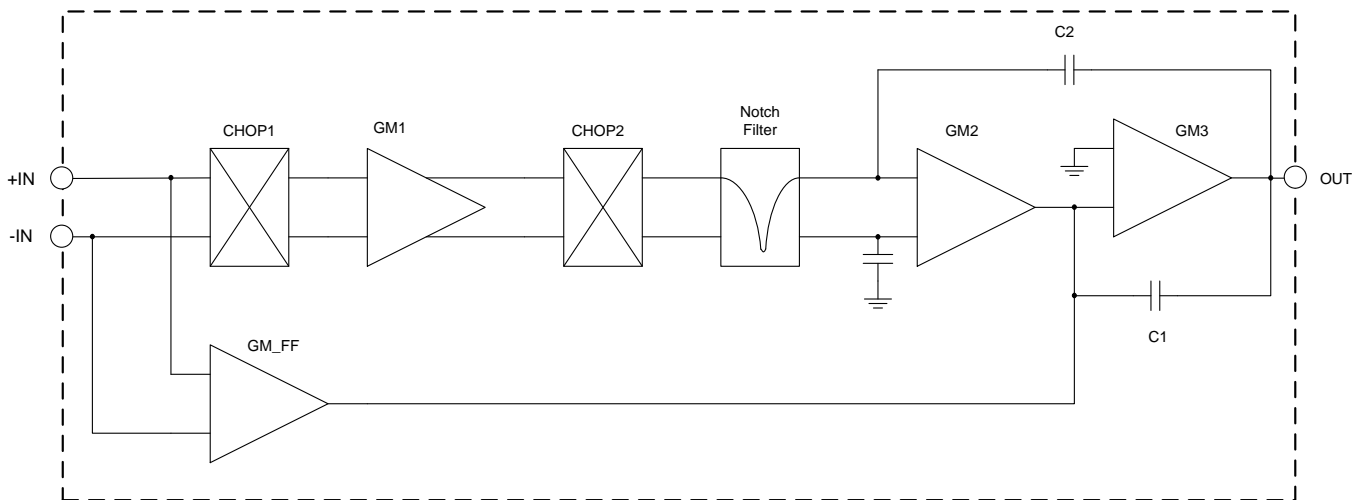 C2
Notch
Filter
CHOP1
GM1
CHOP2
GM2
GM3
+IN
OUT
-IN
C1
GM_FF